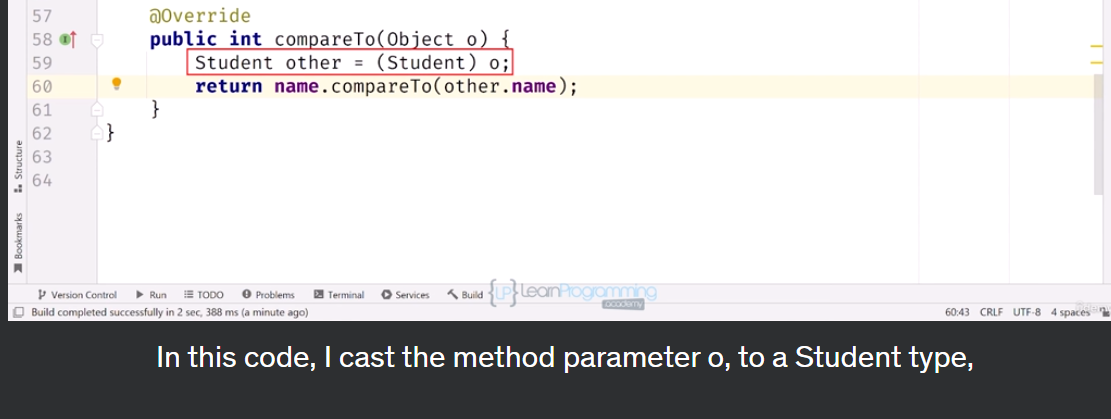 57 @Override
58 public int compareTo(Object o) {
59 Student other = (Student) o;
60 return name.compareTo(other.name);
61 }
62 }
63
64
Structure
Bookmarks
{LP} LearnProgramming
academy
Version Control Run TODO Problems Terminal Services Build
Build completed successfully in 2 sec, 388 ms (a minute ago) 60:43 CRLF UTF-8 4 spaces
In this code, I cast the method parameter o, to a Student type,